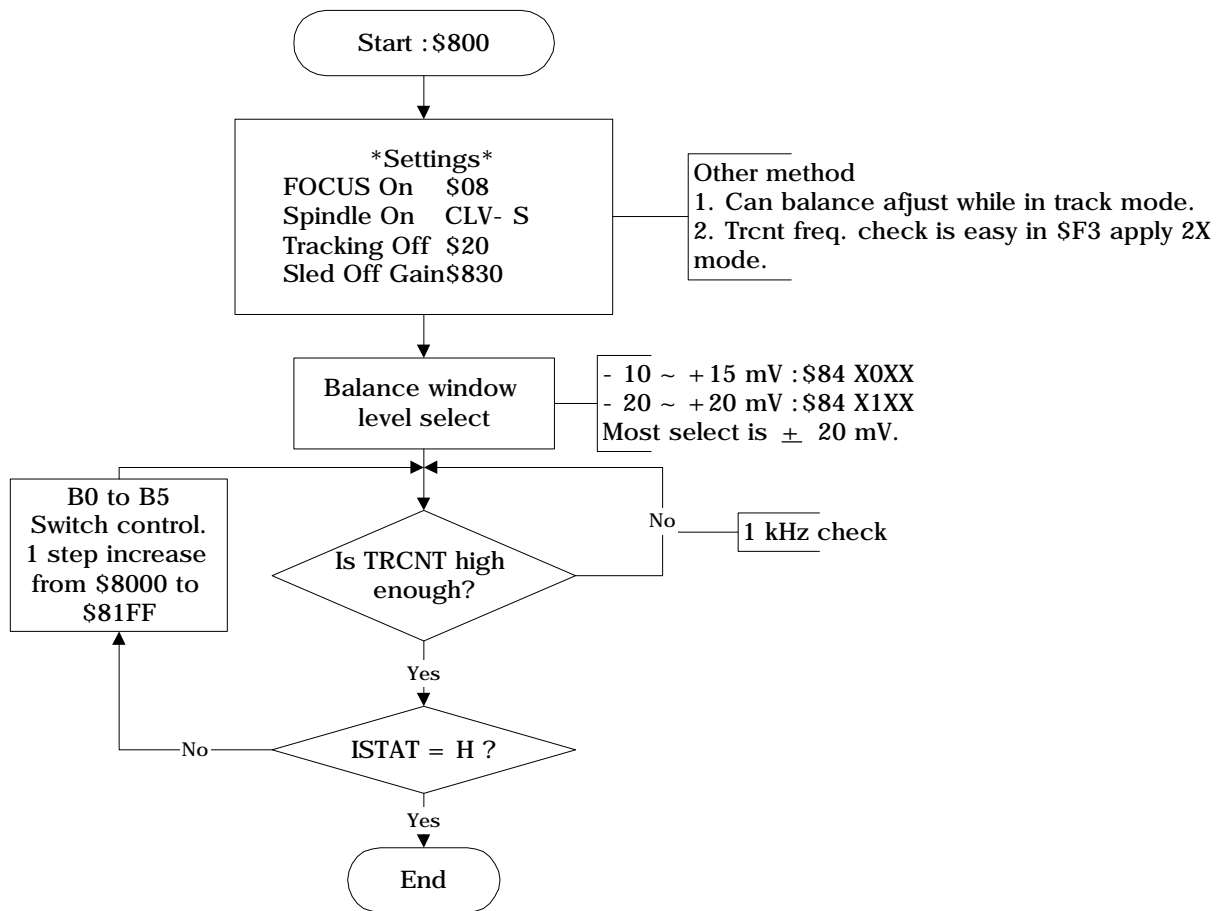 Start : $800
*Settings*
FOCUS On $08
Spindle On CLV- S
Tracking Off $20
Sled Off Gain$830
Other method
1. Can balance afjust while in track mode.
2. Trcnt freq. check is easy in $F3 apply 2X
mode.
Balance window
level select
- 10 ~ +15 mV : $84 X0XX
- 20 ~ +20 mV : $84 X1XX
Most select is ± 20 mV.
B0 to B5
Switch control.
1 step increase
from $8000 to
$81FF
Is TRCNT high
enough?
No
1 kHz check
Yes
ISTAT = H ?
No
Yes
End